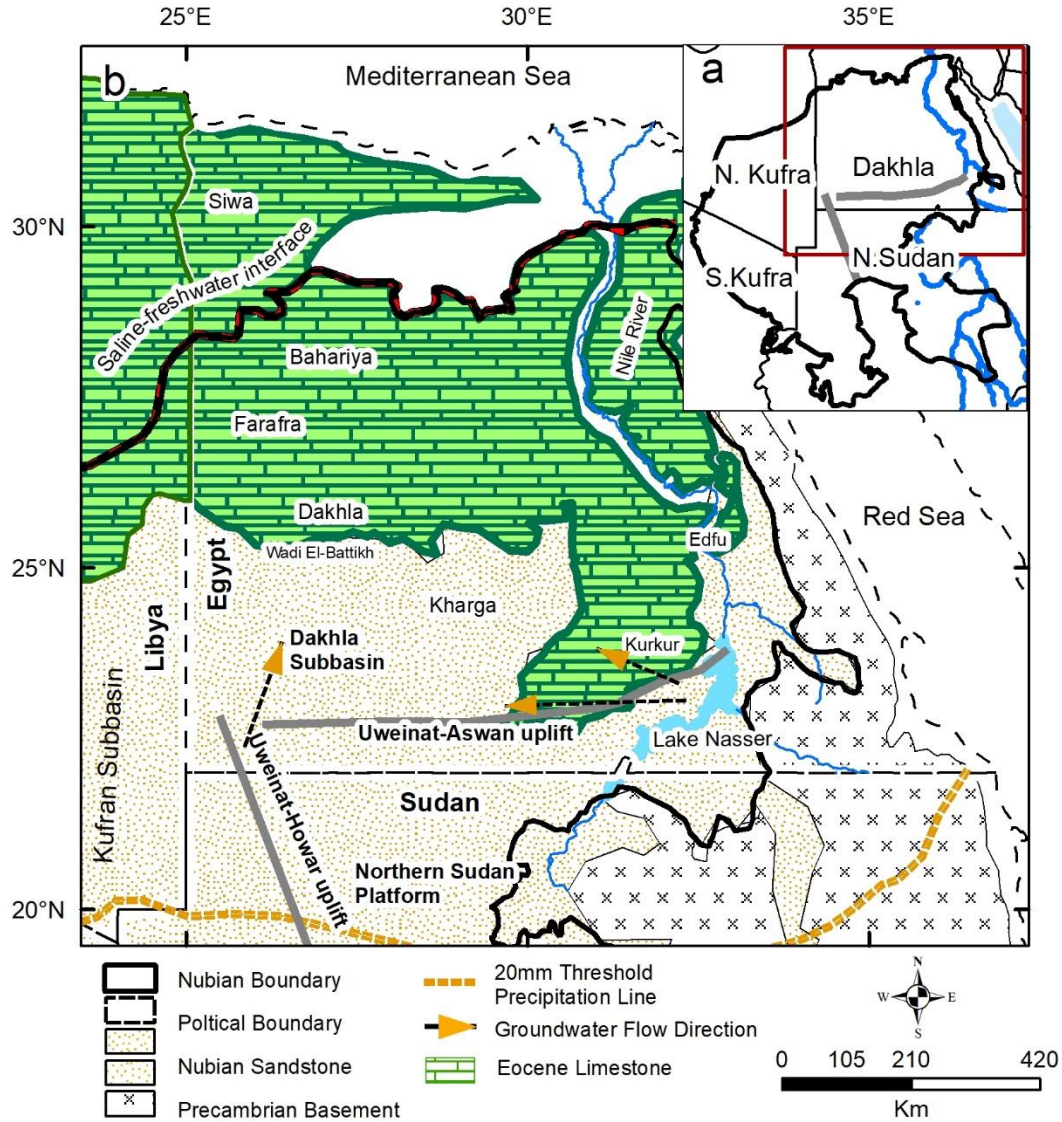 25°E
30°E
35°E
b
Mediterranean Sea
a
N. Kufra
Dakhla
S.Kufra
N.Sudan
30°N
Siwa
Saline-freshwater interface
Bahariya
Nile River
Farafra
Dakhla
Wadi El-Battikh
Edfu
Red Sea
25°N
Egypt
Libya
Kharga
Kurkur
Dakhla
Subbasin
Kufran Subbasin
Uweinat-Aswan uplift
Lake Nasser
Uweinat-Howar uplift
Sudan
Northern Sudan
Platform
20°N
Nubian Boundary
Poltical Boundary
Nubian Sandstone
Precambrian Basement
20mm Threshold
Precipitation Line
Groundwater Flow Direction
Eocene Limestone
N
W
E
S
0 105 210 420
Km